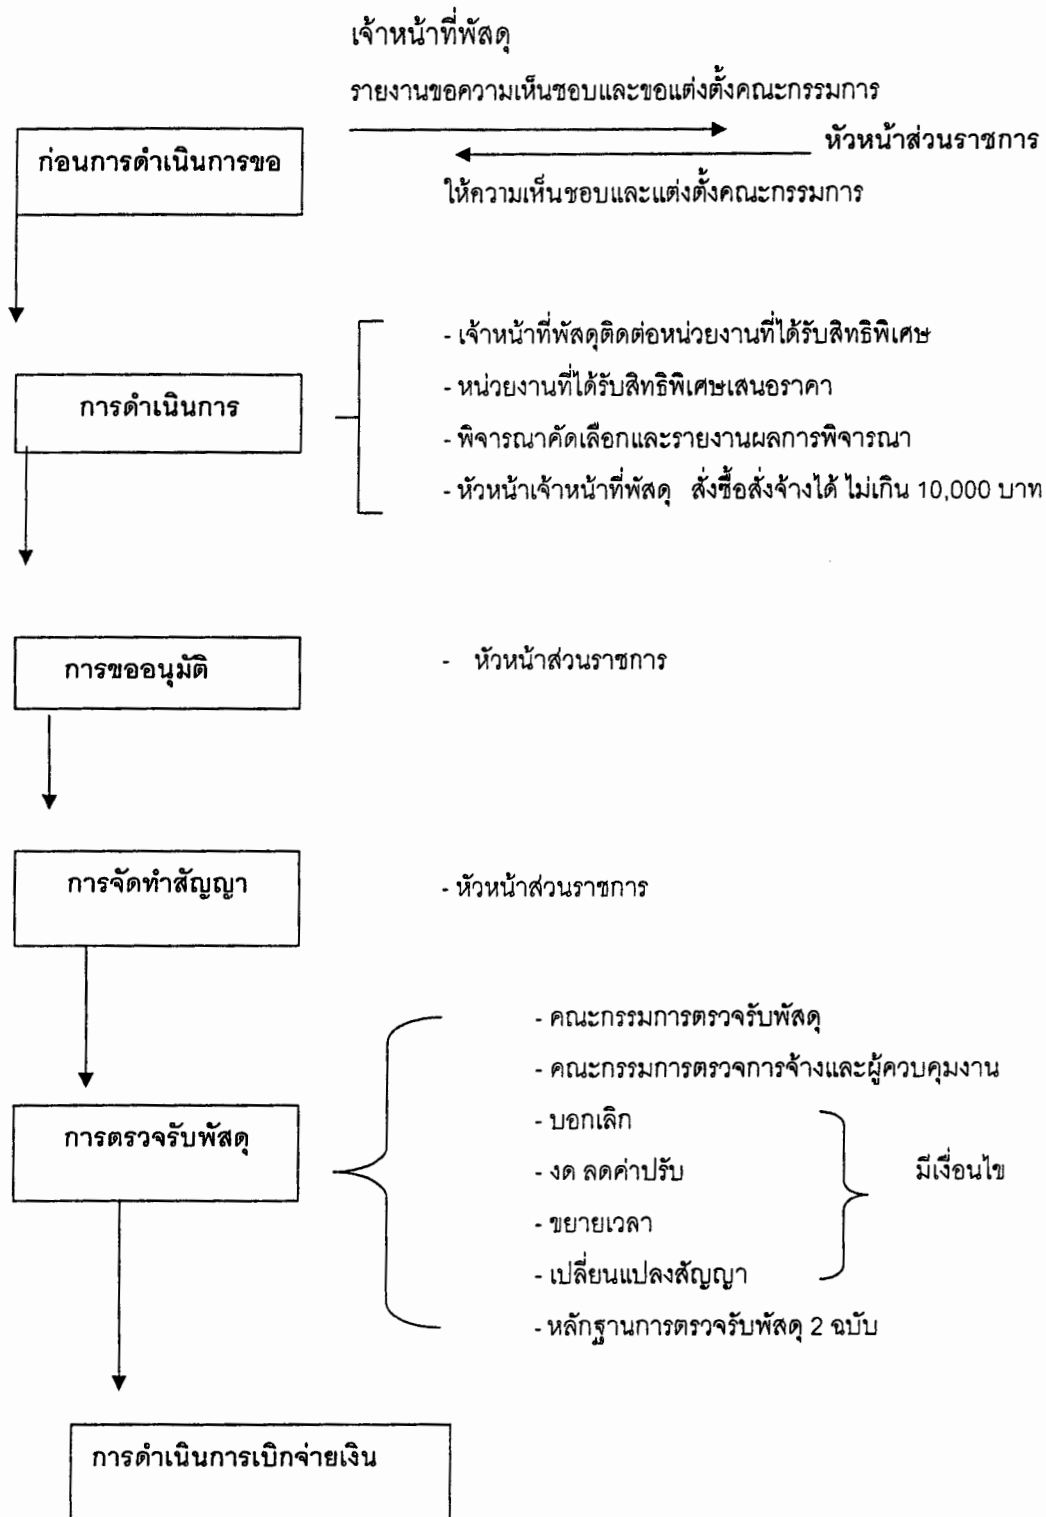 เจ้าหน้าที่พัสดุ
รายงานขอความเห็นชอบและขอแต่งตั้งคณะกรรมการ
ก่อนการดำเนินการขอ
หัวหน้าส่วนราชการ
ให้ความเห็นชอบและแต่งตั้งคณะกรรมการ
การดำเนินการ
- เจ้าหน้าที่พัสดุติดต่อหน่วยงานที่ได้รับสิทธิพิเศษ
- หน่วยงานที่ได้รับสิทธิพิเศษเสนอราคา
- พิจารณาคัดเลือกและรายงานผลการพิจารณา
- หัวหน้าเจ้าหน้าที่พัสดุ สั่งซื้อสั่งจ้างได้ ไม่เกิน 10,000 บาท
การขออนุมัติ
- หัวหน้าส่วนราชการ
การจัดทำสัญญา
- หัวหน้าส่วนราชการ
การตรวจรับพัสดุ
- คณะกรรมการตรวจรับพัสดุ
- คณะกรรมการตรวจการจ้างและผู้ควบคุมงาน
- บอกเลิก
- งด ลดค่าปรับ
- ขยายเวลา
- เปลี่ยนแปลงสัญญา
มีเงื่อนไข
- หลักฐานการตรวจรับพัสดุ 2 ฉบับ
การดำเนินการเบิกจ่ายเงิน